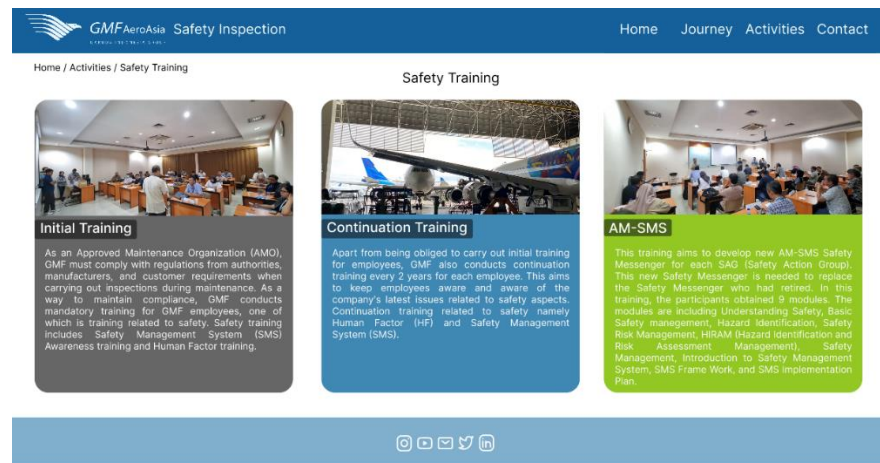 GMF AeroAsia Safety Inspection
Home Journey Activities Contact
Home / Activities / Safety Training
Safety Training
Initial Training
As an Approved Maintenance Organization (AMO),
GMF must comply with regulations from authorities,
manufacturers, and customer requirements when
carrying out inspections during maintenance. As a
way to maintain compliance, GMF conducts
mandatory training for GMF employees, one of
which is training related to safety. Safety training
includes Safety Management System (SMS)
Awareness training and Human Factor training.
Continuation Training
Apart from being obliged to carry out initial training
for employees, GMF also conducts continuation
training every 2 years for each employee. This aims
to keep employees aware and aware of the
company's latest issues related to safety aspects.
Continuation training related to safety namely
Human Factor (HF) and Safety Management
System (SMS).
AM-SMS
This training aims to develop new AM-SMS Safety
Messenger for each SAG (Safety Action Group).
This new Safety Messenger is needed to replace
the Safety Messenger who had retired. In this
training, the participants obtained 9 modules. The
modules are including Understanding Safety, Basic
Safety manegement, Hazard Identification, Safety
Risk Management, HIRAM (Hazard Identification and
Risk Assessment Management), Safety
Management, Introduction to Safety Management
System, SMS Frame Work, and SMS Implementation
Plan.
in